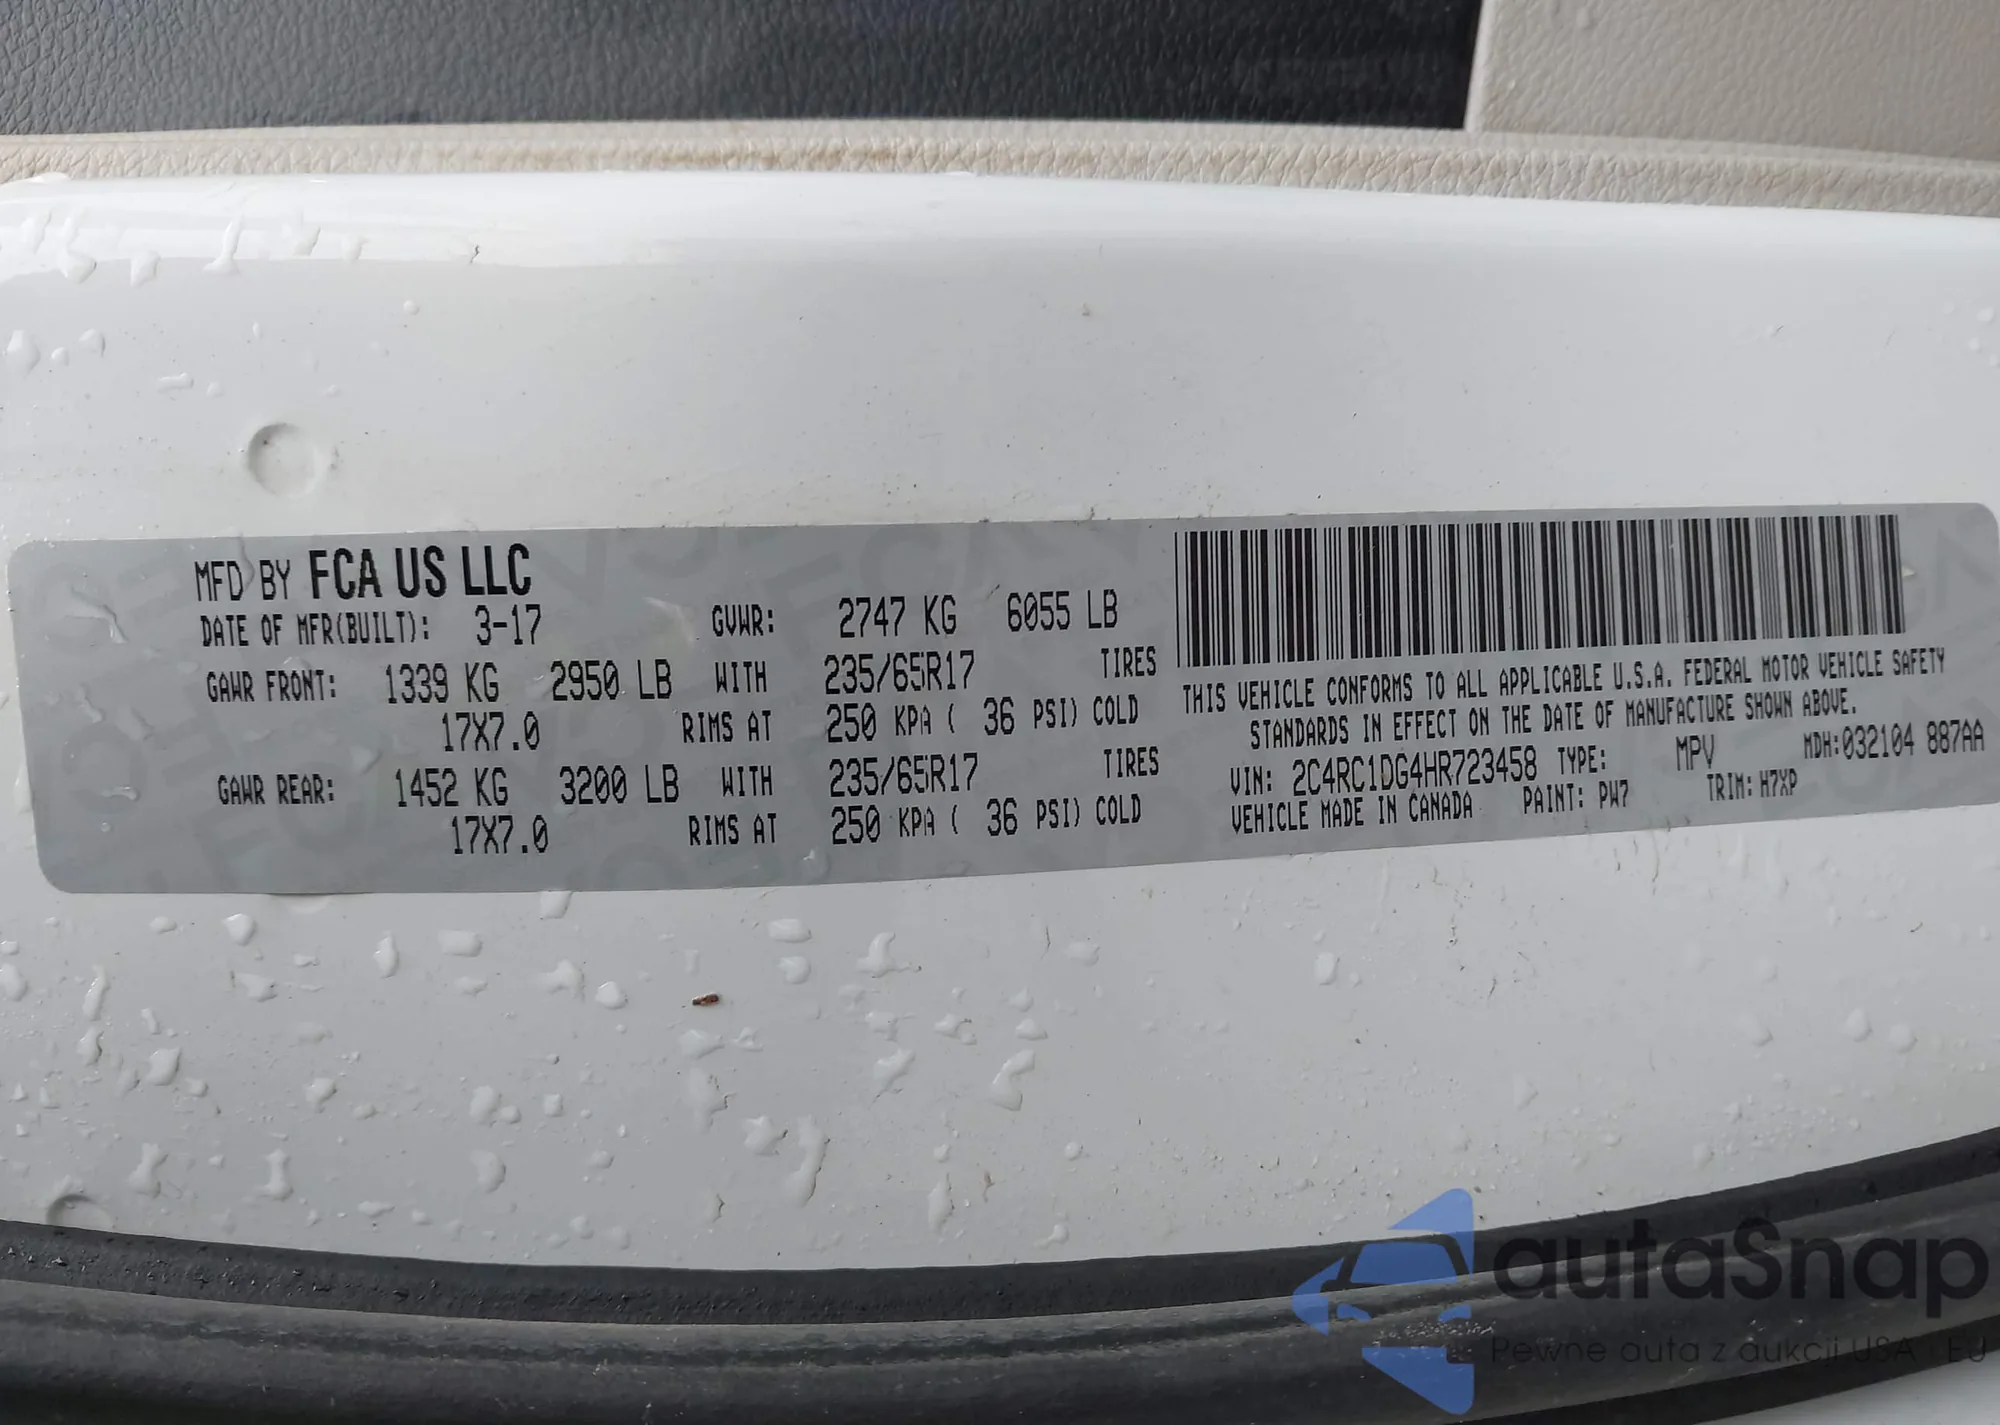 MFD BY FCA US LLC
DATE OF MFR(BUILT): 3-17 GVWR: 2747 KG 6055 LB
GAWR FRONT: 1339 KG 2950 LB WITH 235/65R17 TIRES
17X7.0 RIMS AT 250 KPA ( 36 PSI) COLD
GAWR REAR: 1452 KG 3200 LB WITH 235/65R17 TIRES
17X7.0 RIMS AT 250 KPA ( 36 PSI) COLD
THIS VEHICLE CONFORMS TO ALL APPLICABLE U.S.A. FEDERAL MOTOR VEHICLE SAFETY
STANDARDS IN EFFECT ON THE DATE OF MANUFACTURE SHOWN ABOVE.
VIN: 2C4RC1DG4HR723458 TYPE: MPV MDH:032104 887AA
VEHICLE MADE IN CANADA PAINT: PW7 TRIM: H7XP
autaSnap
Pewne auta z aukcji USA i EU